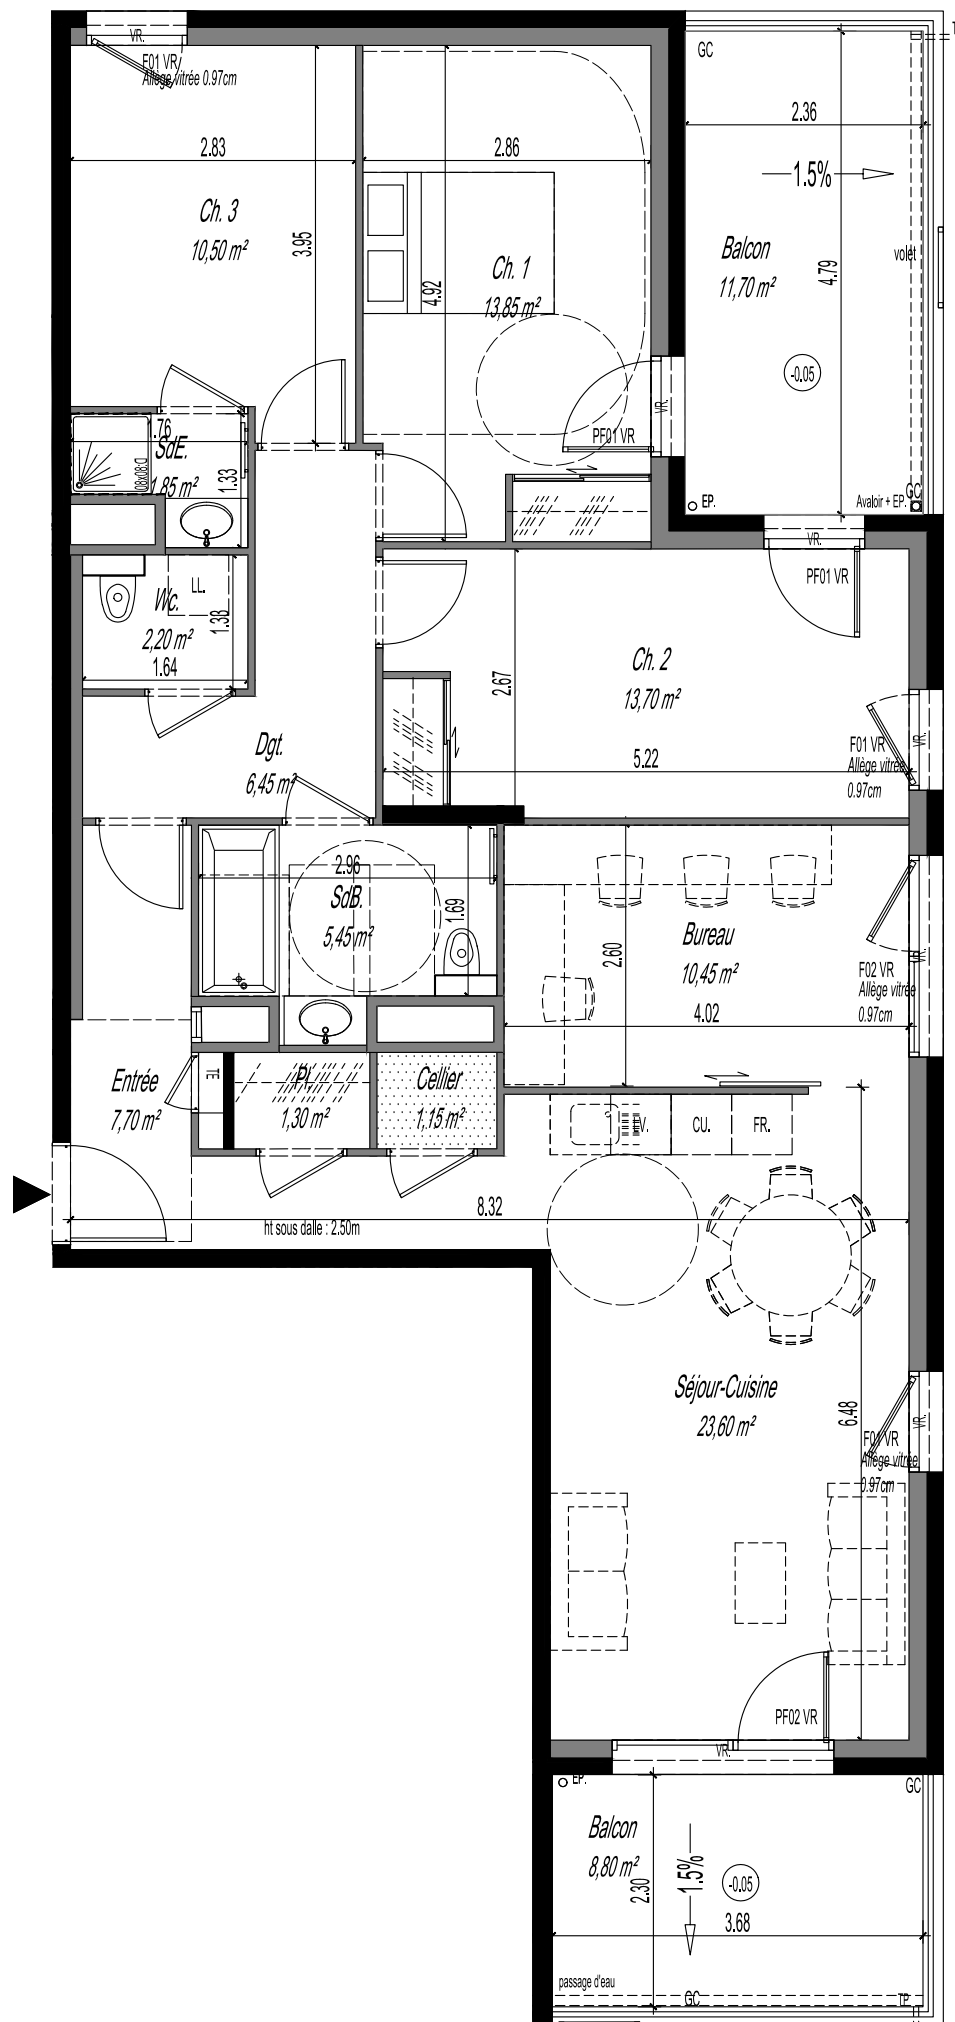 VR.
F01 VR
Allège vitrée 0.97cm
GC
2.83
2.86
2.36
1.5%
Ch. 3
10,50 m²
3.95
Ch. 1
13,85 m²
4.92
Balcon
11,70 m²
4.79
volet
-0.05
VR.
PF01 VR
.76
SdE.
1,85 m²
1.33
80x80:D
EP.
Avaloir + EP.
GC
VR.
PF01 VR
Wc.
2,20 m²
LL.
1.38
1.64
Ch. 2
13,70 m²
2.67
5.22
F01 VR
Allège vitrée
0.97cm
VR.
Dgt.
6,45 m²
2.96
SdB.
5,45 m²
1.69
Bureau
10,45 m²
2.60
4.02
F02 VR
Allège vitrée
0.97cm
VR.
Entrée
7,70 m²
TE
Pl.
1,30 m²
Cellier
1,15 m²
EV.
CU.
FR.
8.32
ht sous dalle : 2.50m
Séjour-Cuisine
23,60 m²
6.48
F01 VR
Allège vitrée
0.97cm
VR.
PF02 VR
VR.
EP.
GC
Balcon
8,80 m²
2.30
1.5%
-0.05
3.68
passage d'eau
GC
TP